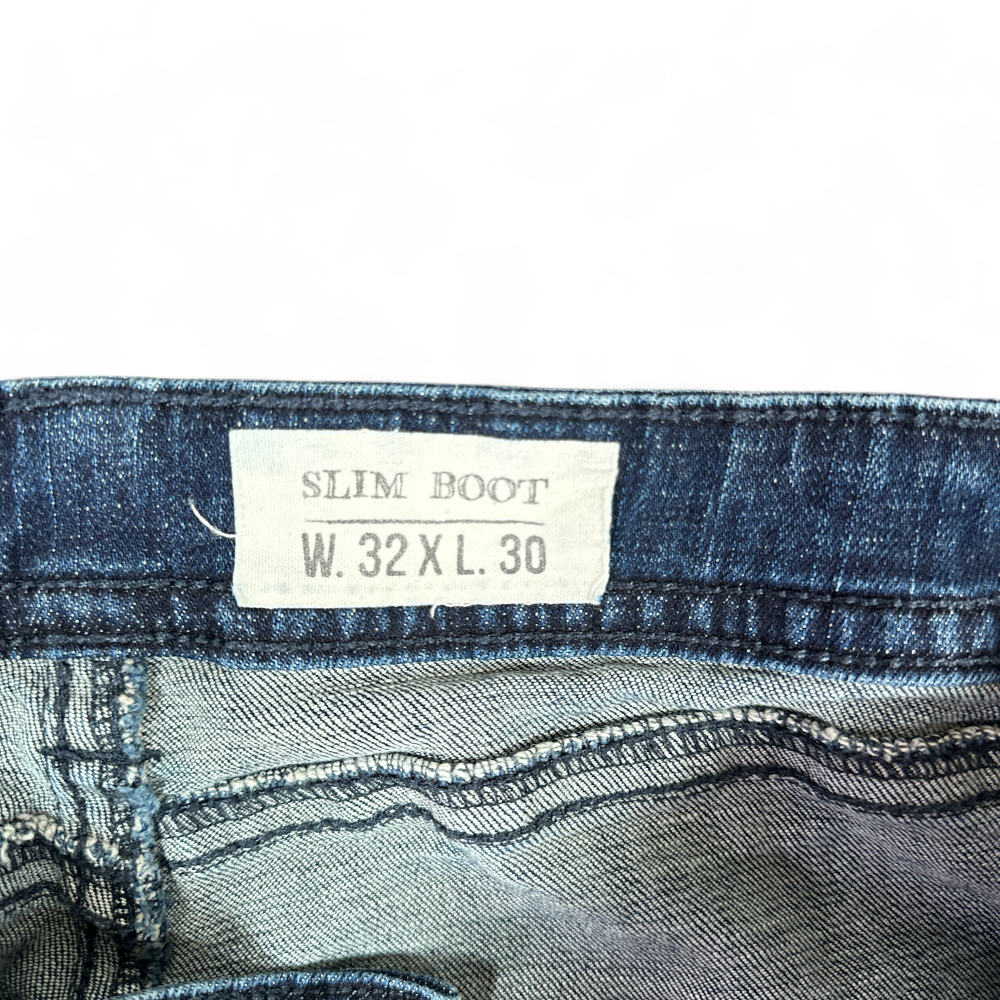 SLIM BOOT
W. 32 X L. 30